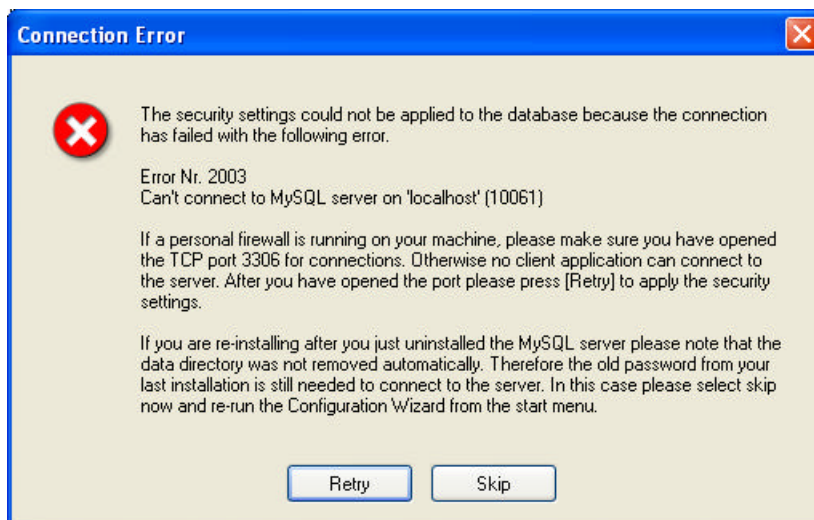 Connection Error
The security settings could not be applied to the database because the connection
has failed with the following error.
Error Nr. 2003
Can't connect to MySQL server on 'localhost' (10061)
If a personal firewall is running on your machine, please make sure you have opened
the TCP port 3306 for connections. Otherwise no client application can connect to
the server. After you have opened the port please press [Retry] to apply the security
settings.
If you are re-installing after you just uninstalled the MySQL server please note that the
data directory was not removed automatically. Therefore the old password from your
last installation is still needed to connect to the server. In this case please select skip
now and re-run the Configuration Wizard from the start menu.
Retry
Skip